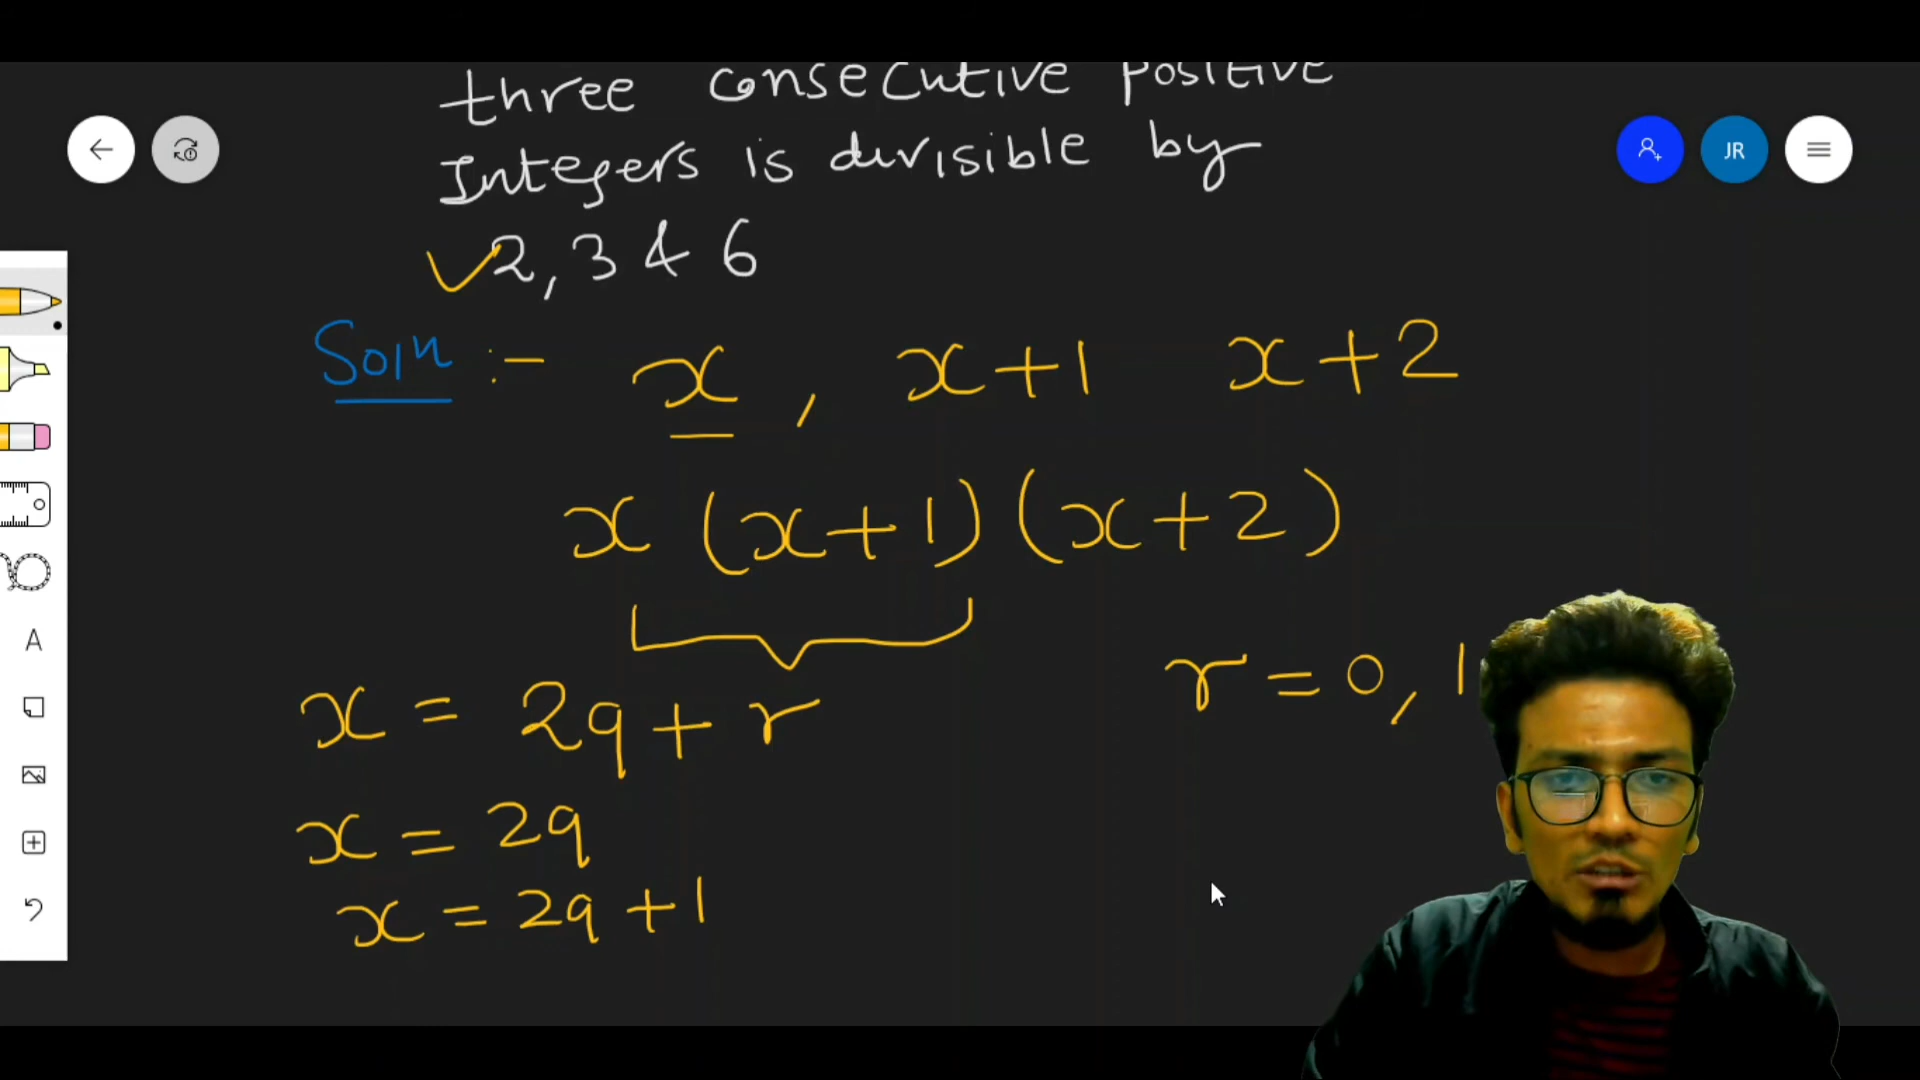 three consecutive positive
Integers is divisible by
2, 3 & 6
JR
Soln :- x , x+1 x+2
x (x+1) (x+2)
r = 0, 1
x = 2q + r
x = 2q
x = 2q + 1
A